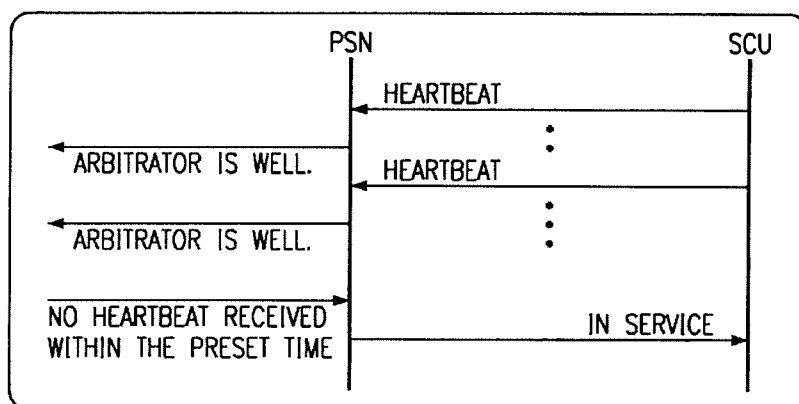 PSN SCU
HEARTBEAT
ARBITRATOR IS WELL.
HEARTBEAT
ARBITRATOR IS WELL.
NO HEARTBEAT RECEIVED
WITHIN THE PRESET TIME
IN SERVICE